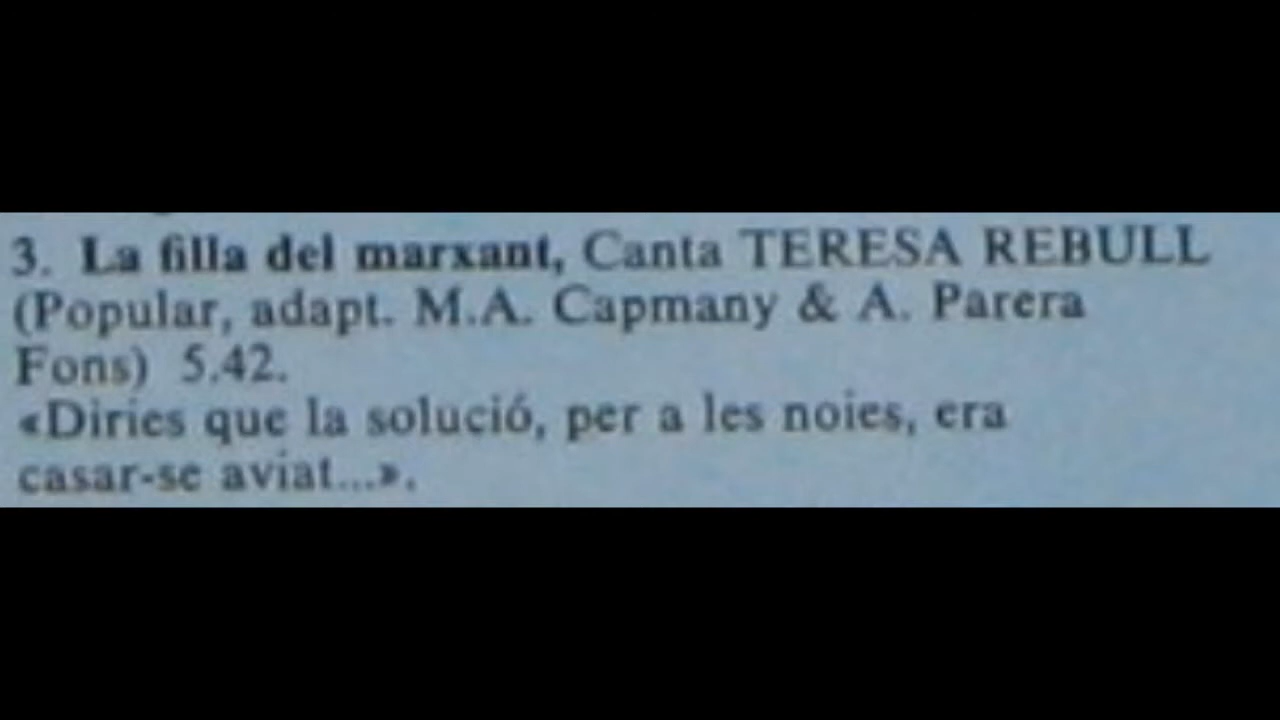 3. La filla del marxant, Canta TERESA REBULL
(Popular, adapt. M.A. Capmany & A. Parera
Fons) 5.42.
«Diries que la solució, per a les noies, era
casar-se aviat...».